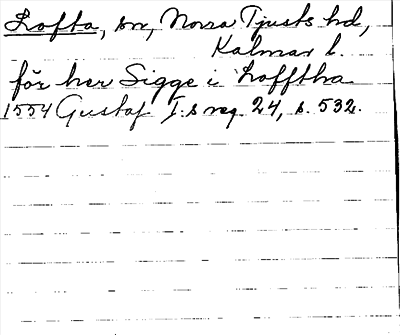 Lofta, sn, Norra Tjusts hd,
Kalmar l.
för her Sigge i Lofftha
1554 Gustaf I:s reg. 24, s. 532.